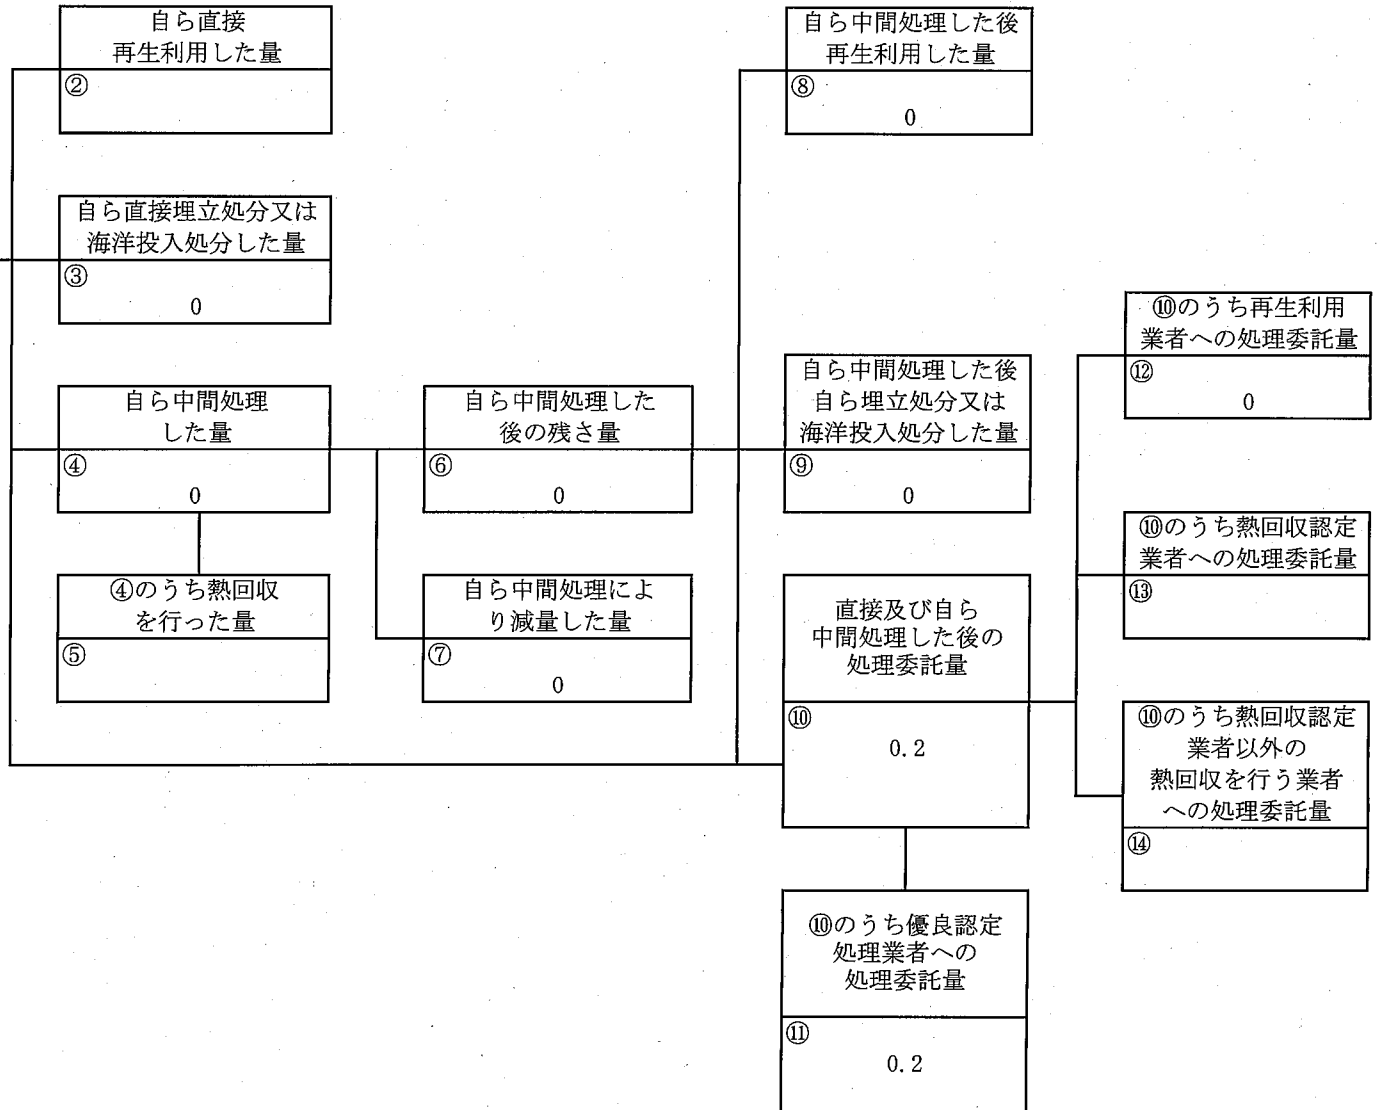 自ら直接
再生利用した量
②
自ら直接埋立処分又は
海洋投入処分した量
③
0
自ら中間処理
した量
④
0
④のうち熱回収
を行った量
⑤
自ら中間処理した
後の残さ量
⑥
0
自ら中間処理によ
り減量した量
⑦
0
自ら中間処理した後
再生利用した量
⑧
0
自ら中間処理した後
自ら埋立処分又は
海洋投入処分した量
⑨
0
直接及び自ら
中間処理した後の
処理委託量
⑩
0.2
⑩のうち優良認定
処理業者への
処理委託量
⑪
0.2
⑩のうち再生利用
業者への処理委託量
⑫
0
⑩のうち熱回収認定
業者への処理委託量
⑬
⑩のうち熱回収認定
業者以外の
熱回収を行う業者
への処理委託量
⑭